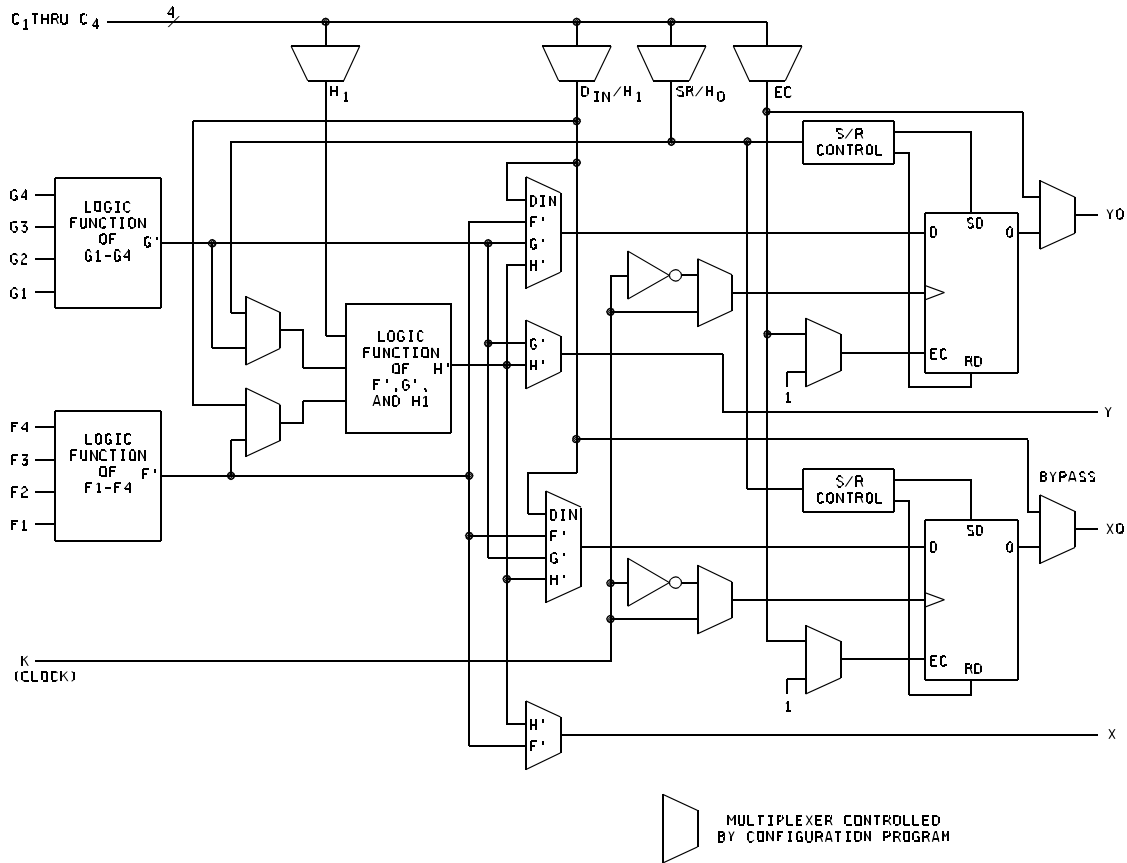 C1 THRU C4
4
H1
DIN/H1
SR/H0
EC
S/R
CONTROL
G4
G3
G2
G1
LOGIC
FUNCTION
OF
G1-G4
G'
DIN
F'
G'
H'
SD
D
Q
EC
RD
1
YQ
LOGIC
FUNCTION
OF
F',G',
AND H1
H'
G'
H'
Y
F4
F3
F2
F1
LOGIC
FUNCTION
OF
F1-F4
F'
DIN
F'
G'
H'
S/R
CONTROL
BYPASS
SD
D
Q
EC
RD
1
XQ
K
(CLOCK)
H'
F'
X
MULTIPLEXER CONTROLLED
BY CONFIGURATION PROGRAM